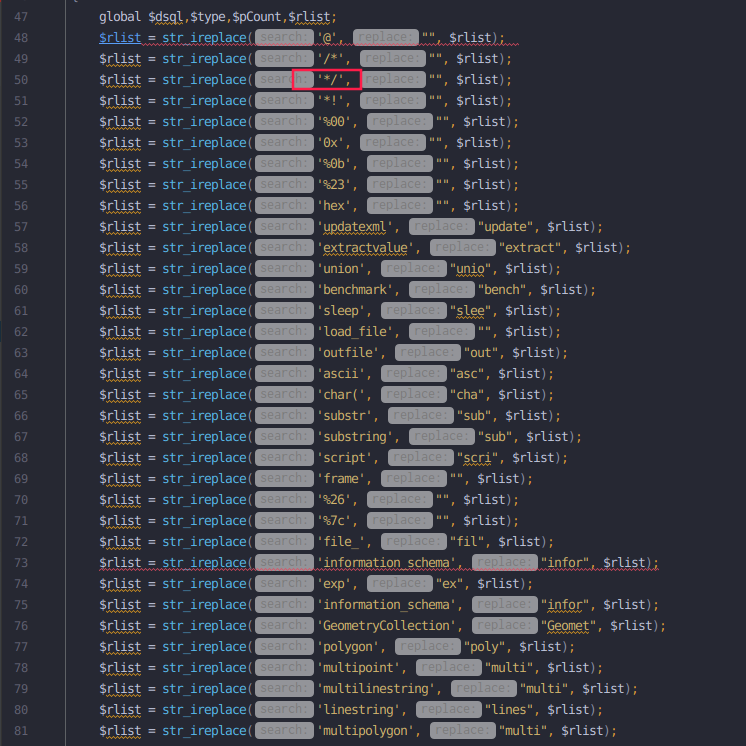 47 global $dsql,$type,$pCount,$rlist;
48 $rlist = str_ireplace( search: '@', replace: "", $rlist);
49 $rlist = str_ireplace( search: '/*', replace: "", $rlist);
50 $rlist = str_ireplace( search: '*/', replace: "", $rlist);
51 $rlist = str_ireplace( search: '*!', replace: "", $rlist);
52 $rlist = str_ireplace( search: '%00', replace: "", $rlist);
53 $rlist = str_ireplace( search: '0x', replace: "", $rlist);
54 $rlist = str_ireplace( search: '%0b', replace: "", $rlist);
55 $rlist = str_ireplace( search: '%23', replace: "", $rlist);
56 $rlist = str_ireplace( search: 'hex', replace: "", $rlist);
57 $rlist = str_ireplace( search: 'updatexml', replace: "update", $rlist);
58 $rlist = str_ireplace( search: 'extractvalue', replace: "extract", $rlist);
59 $rlist = str_ireplace( search: 'union', replace: "unio", $rlist);
60 $rlist = str_ireplace( search: 'benchmark', replace: "bench", $rlist);
61 $rlist = str_ireplace( search: 'sleep', replace: "slee", $rlist);
62 $rlist = str_ireplace( search: 'load_file', replace: "", $rlist);
63 $rlist = str_ireplace( search: 'outfile', replace: "out", $rlist);
64 $rlist = str_ireplace( search: 'ascii', replace: "asc", $rlist);
65 $rlist = str_ireplace( search: 'char(', replace: "cha", $rlist);
66 $rlist = str_ireplace( search: 'substr', replace: "sub", $rlist);
67 $rlist = str_ireplace( search: 'substring', replace: "sub", $rlist);
68 $rlist = str_ireplace( search: 'script', replace: "scri", $rlist);
69 $rlist = str_ireplace( search: 'frame', replace: "", $rlist);
70 $rlist = str_ireplace( search: '%26', replace: "", $rlist);
71 $rlist = str_ireplace( search: '%7c', replace: "", $rlist);
72 $rlist = str_ireplace( search: 'file_', replace: "fil", $rlist);
73 $rlist = str_ireplace( search: 'information_schema', replace: "infor", $rlist);
74 $rlist = str_ireplace( search: 'exp', replace: "ex", $rlist);
75 $rlist = str_ireplace( search: 'information_schema', replace: "infor", $rlist);
76 $rlist = str_ireplace( search: 'GeometryCollection', replace: "Geomet", $rlist);
77 $rlist = str_ireplace( search: 'polygon', replace: "poly", $rlist);
78 $rlist = str_ireplace( search: 'multipoint', replace: "multi", $rlist);
79 $rlist = str_ireplace( search: 'multilinestring', replace: "multi", $rlist);
80 $rlist = str_ireplace( search: 'linestring', replace: "lines", $rlist);
81 $rlist = str_ireplace( search: 'multipolygon', replace: "multi", $rlist);